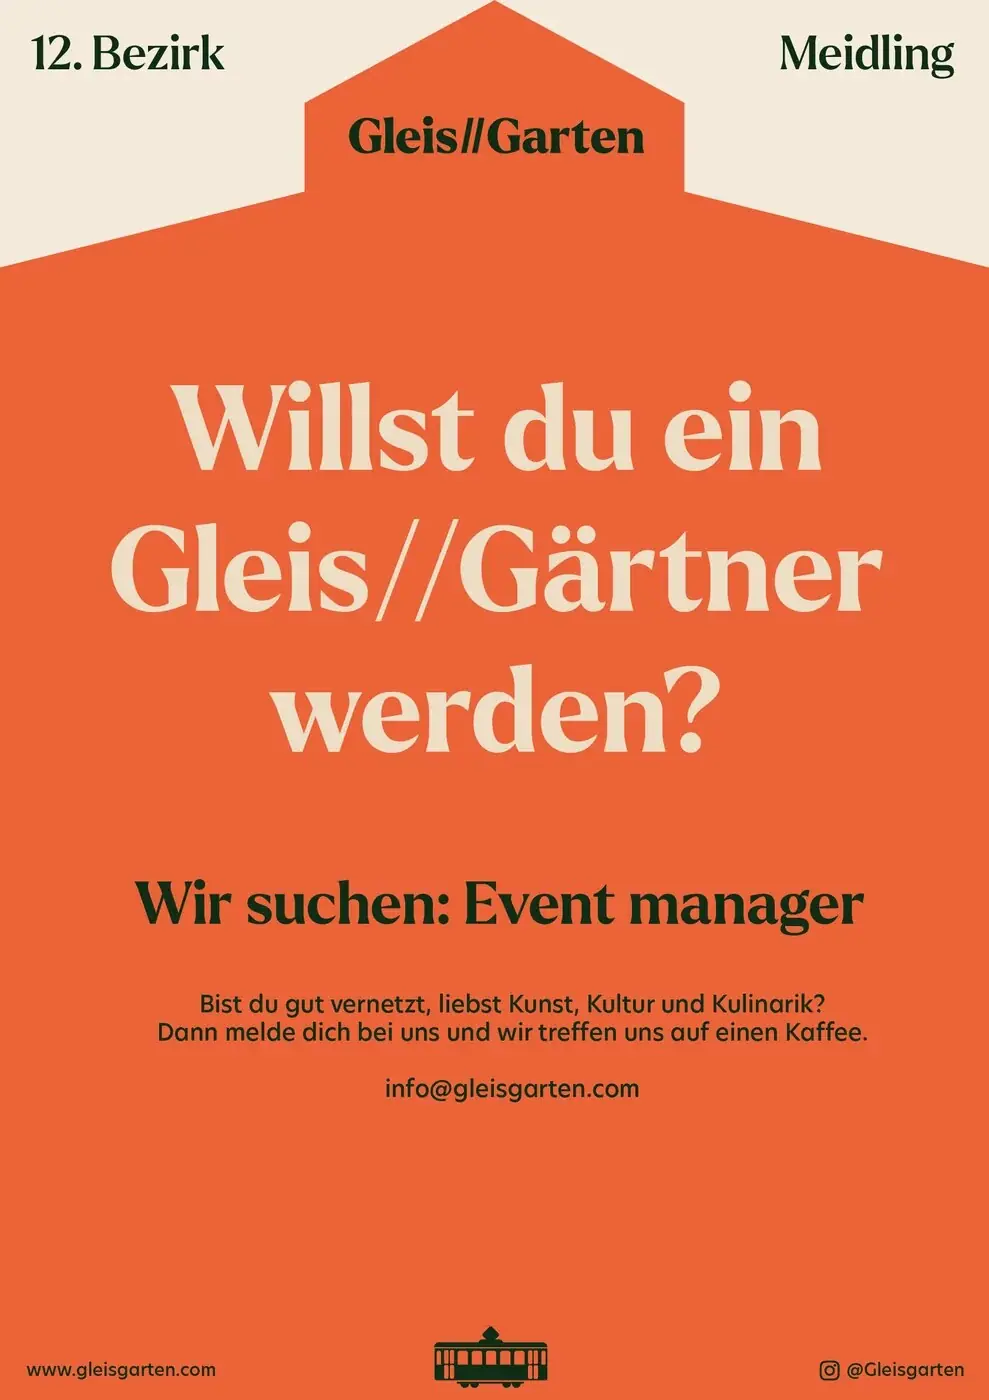 12. Bezirk
Meidling
Gleis//Garten
Willst du ein
Gleis//Gärtner
werden?
Wir suchen: Event manager
Bist du gut vernetzt, liebst Kunst, Kultur und Kulinarik?
Dann melde dich bei uns und wir treffen uns auf einen Kaffee.
info@gleisgarten.com
www.gleisgarten.com
@Gleisgarten